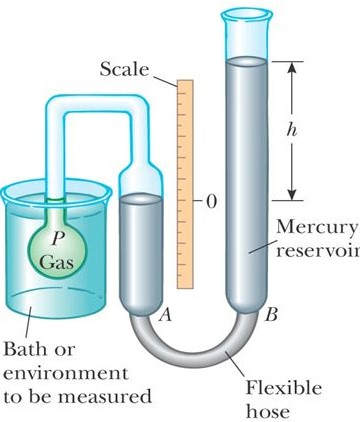 Scale
h
0
P
Gas
Mercury
reservoir
A
B
Bath or
environment
to be measured
Flexible
hose